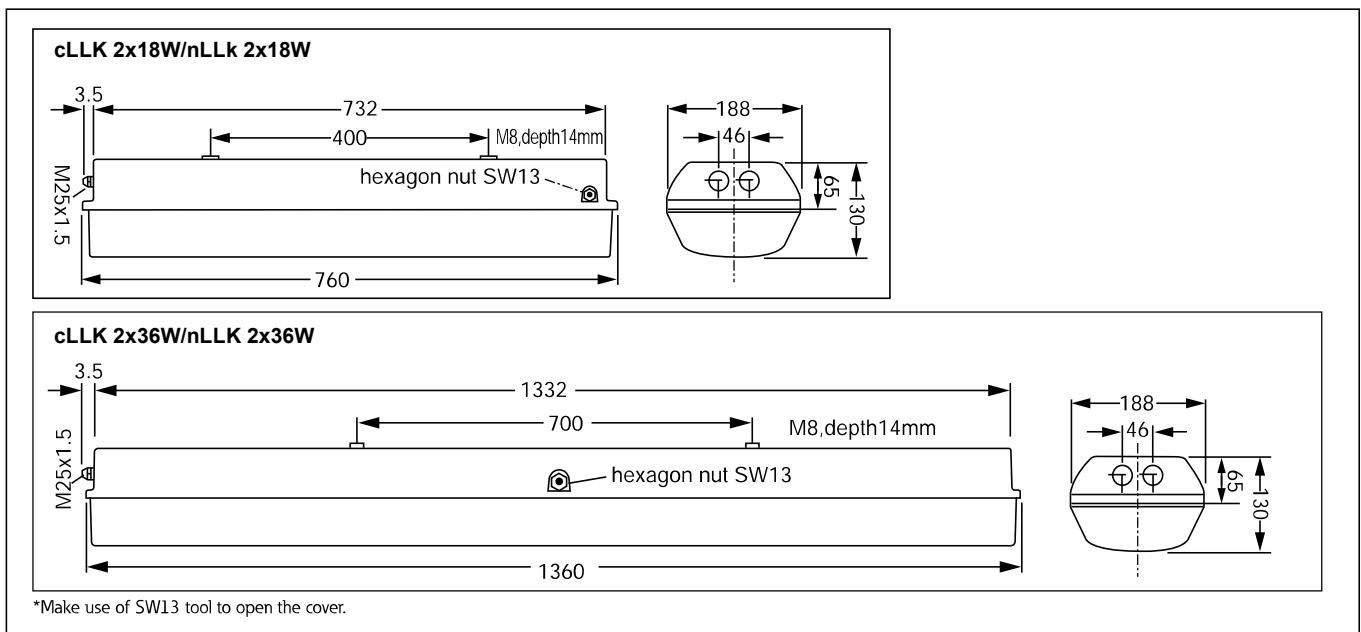 cLLK 2x18W/nLLk 2x18W
3.5
732
400
M8,depth14mm
hexagon nut SW13
M25x1.5
760
188
46
65
130
cLLK 2x36W/nLLK 2x36W
3.5
1332
700
M8,depth14mm
hexagon nut SW13
M25x1.5
1360
188
46
65
130
*Make use of SW13 tool to open the cover.